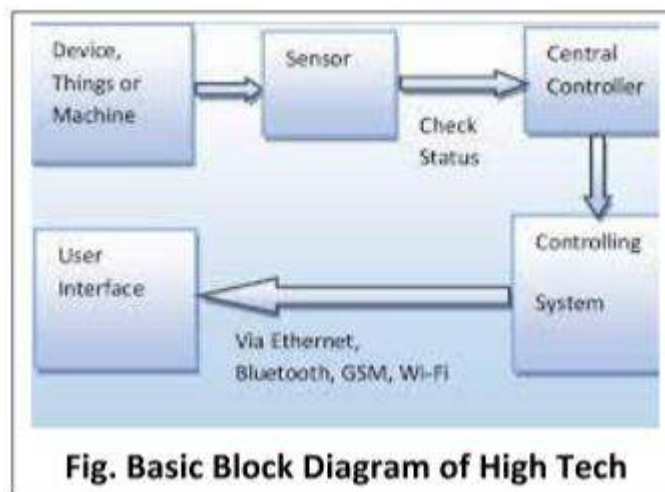 Device,
Things or
Machine
Sensor
Check
Status
Central
Controller
Controlling
System
Via Ethernet,
Bluetooth, GSM, Wi-Fi
User
Interface
Fig. Basic Block Diagram of High Tech